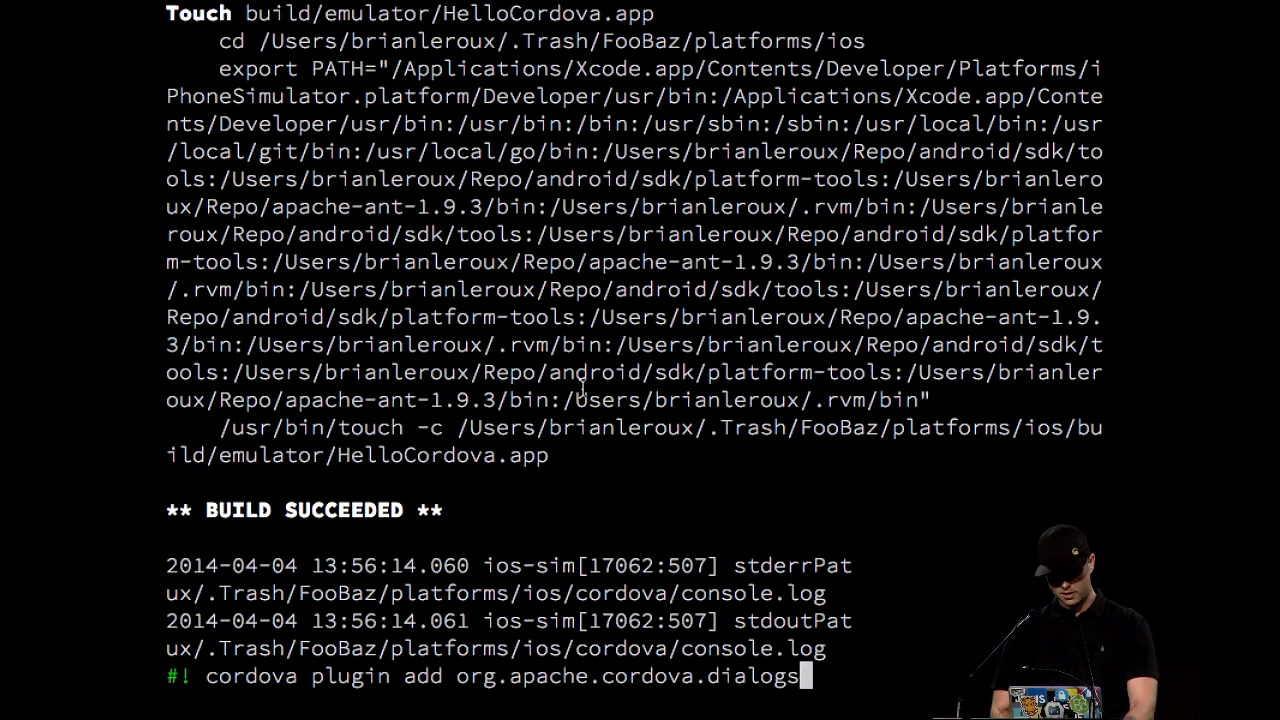 Touch build/emulator/HelloCordova.app
cd /Users/brianleroux/.Trash/FooBaz/platforms/ios
export PATH="/Applications/Xcode.app/Contents/Developer/Platforms/i
PhoneSimulator.platform/Developer/usr/bin:/Applications/Xcode.app/Conte
nts/Developer/usr/bin:/usr/bin:/bin:/usr/sbin:/sbin:/usr/local/bin:/usr
/local/git/bin:/usr/local/go/bin:/Users/brianleroux/Repo/android/sdk/to
ols:/Users/brianleroux/Repo/android/sdk/platform-tools:/Users/brianlero
ux/Repo/apache-ant-1.9.3/bin:/Users/brianleroux/.rvm/bin:/Users/brianle
roux/Repo/android/sdk/tools:/Users/brianleroux/Repo/android/sdk/platfor
m-tools:/Users/brianleroux/Repo/apache-ant-1.9.3/bin:/Users/brianleroux
/.rvm/bin:/Users/brianleroux/Repo/android/sdk/tools:/Users/brianleroux/
Repo/android/sdk/platform-tools:/Users/brianleroux/Repo/apache-ant-1.9.
3/bin:/Users/brianleroux/.rvm/bin:/Users/brianleroux/Repo/android/sdk/t
ools:/Users/brianleroux/Repo/android/sdk/platform-tools:/Users/brianler
oux/Repo/apache-ant-1.9.3/bin:/Users/brianleroux/.rvm/bin"
/usr/bin/touch -c /Users/brianleroux/.Trash/FooBaz/platforms/ios/bu
ild/emulator/HelloCordova.app
** BUILD SUCCEEDED **
2014-04-04 13:56:14.060 ios-sim[17062:507] stderrPat
ux/.Trash/FooBaz/platforms/ios/cordova/console.log
2014-04-04 13:56:14.061 ios-sim[17062:507] stdoutPat
ux/.Trash/FooBaz/platforms/ios/cordova/console.log
#! cordova plugin add org.apache.cordova.dialogs